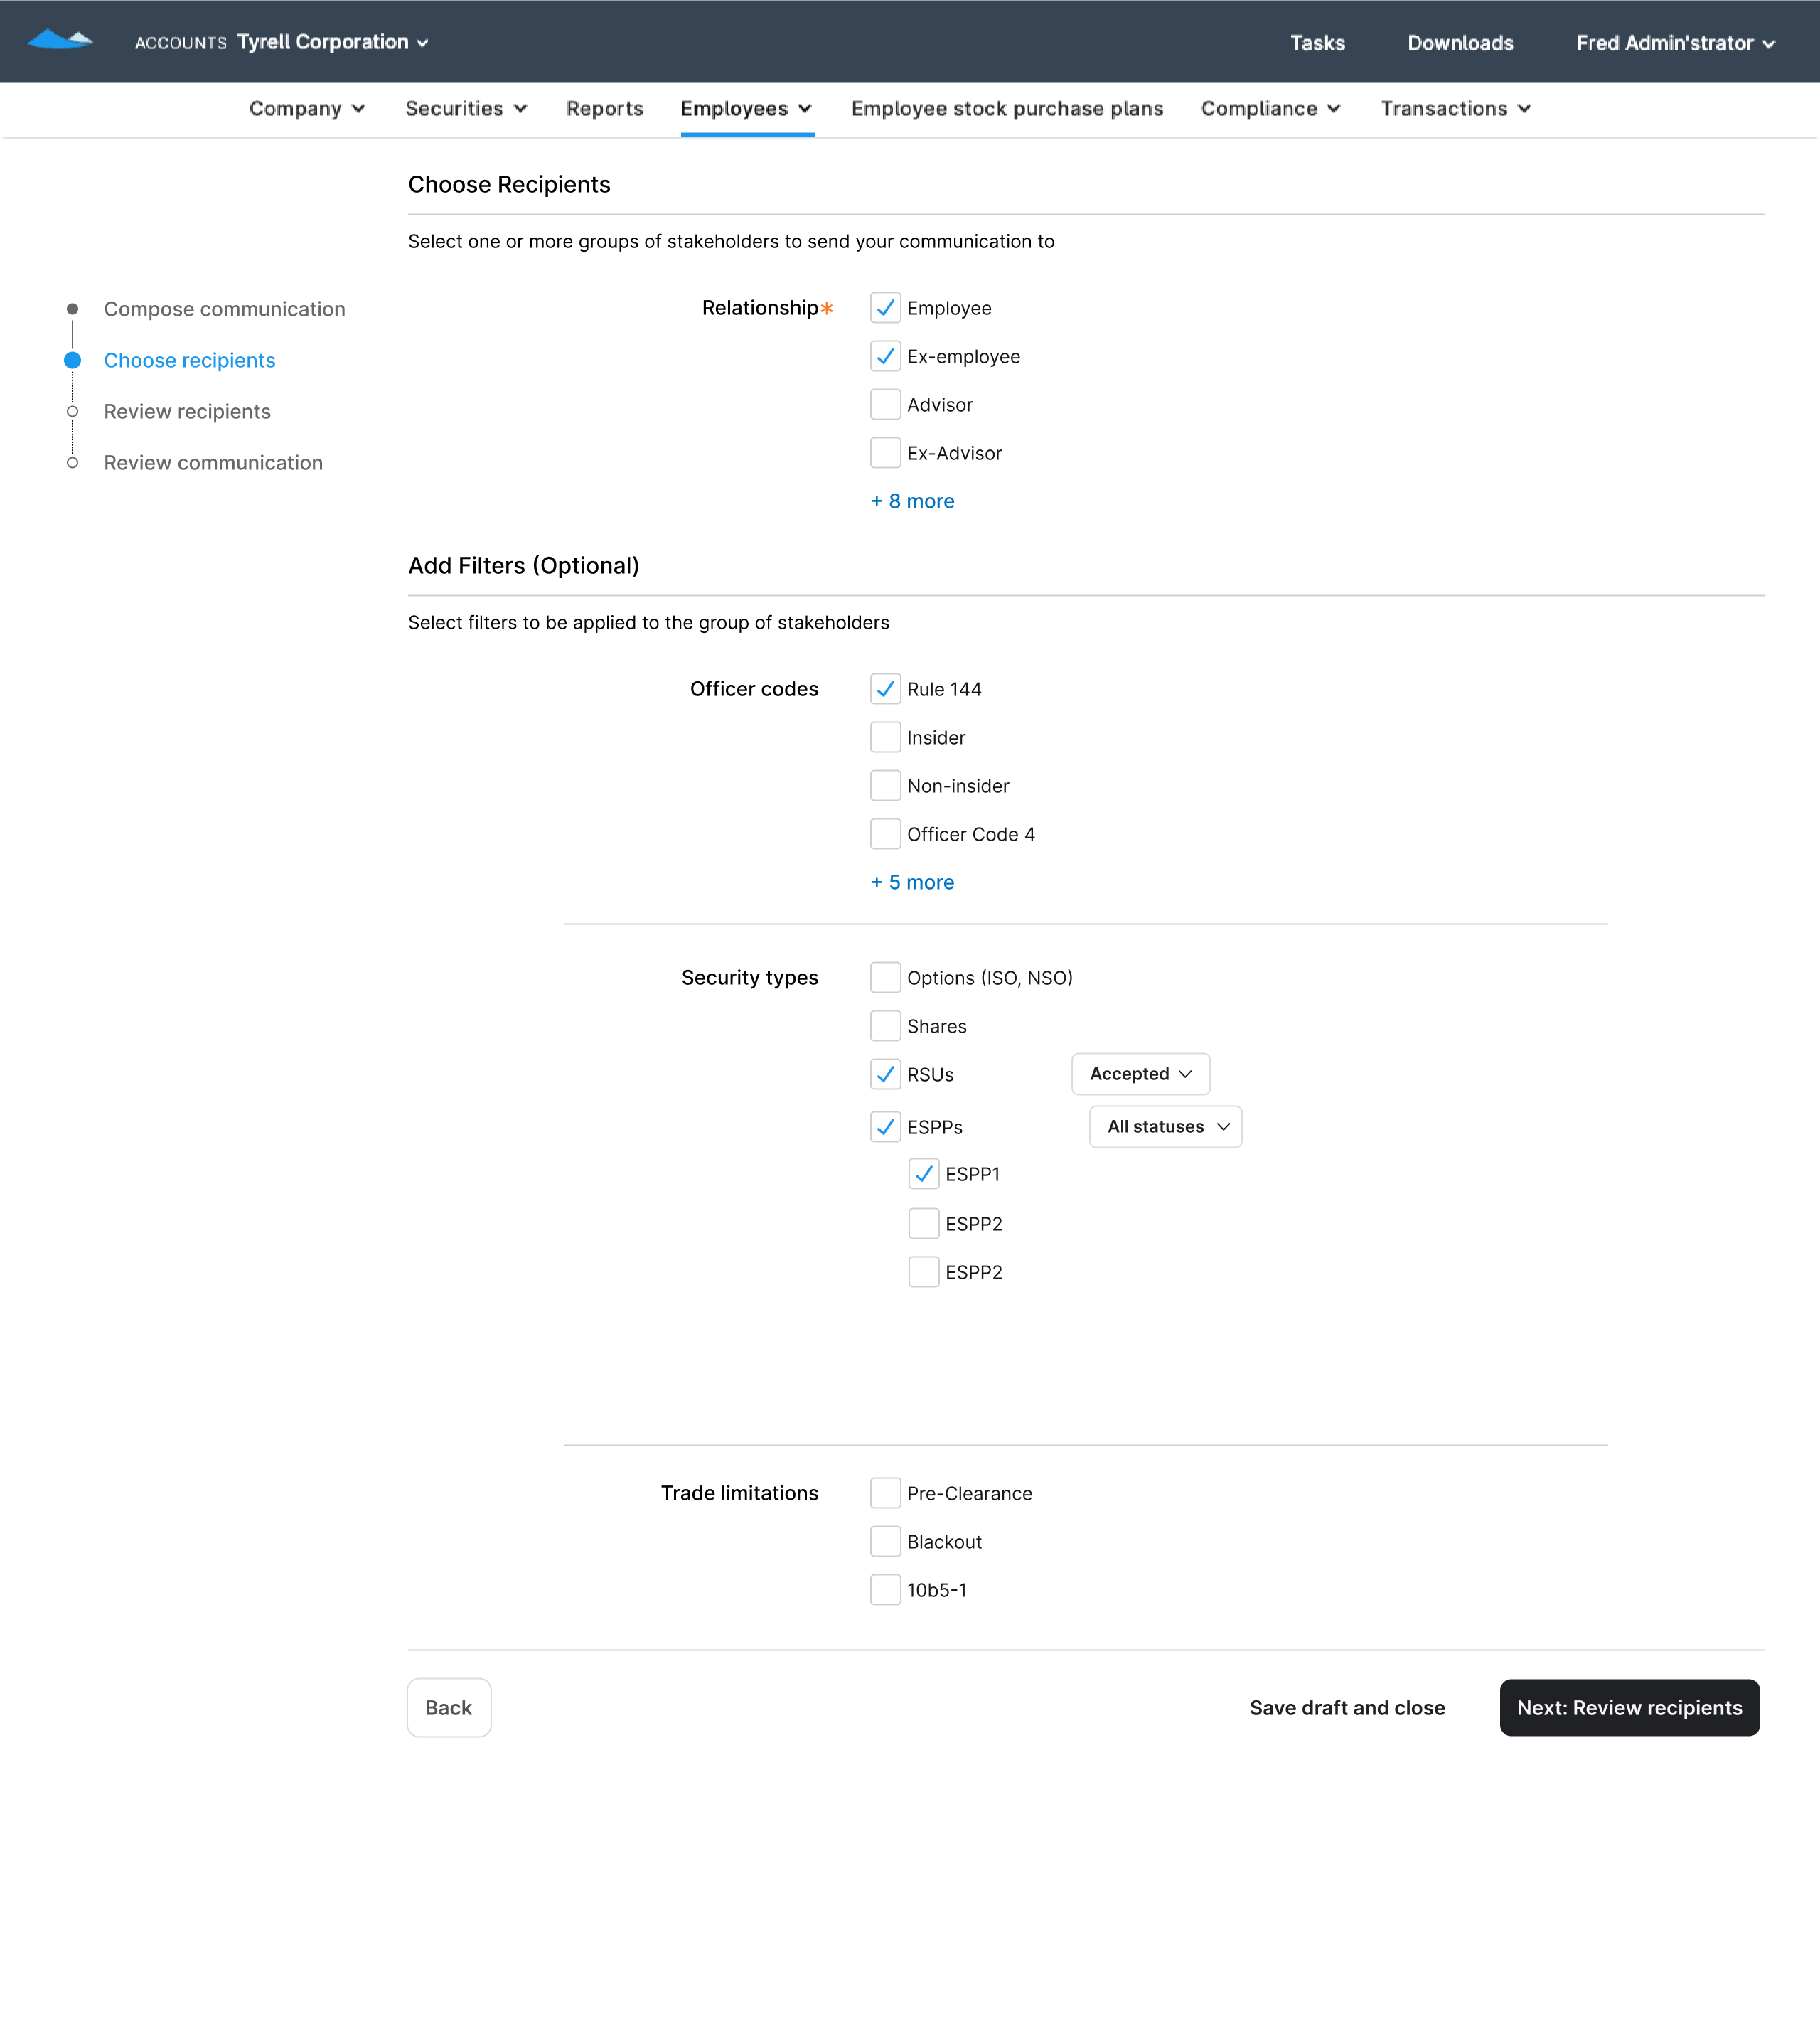 ACCOUNTS Tyrell Corporation
Tasks
Downloads
Fred Admin'strator
Company
Securities
Reports
Employees
Employee stock purchase plans
Compliance
Transactions
Choose Recipients
Select one or more groups of stakeholders to send your communication to
Compose communication
Choose recipients
Review recipients
Review communication
Relationship*
Employee
Ex-employee
Advisor
Ex-Advisor
+ 8 more
Add Filters (Optional)
Select filters to be applied to the group of stakeholders
Officer codes
Rule 144
Insider
Non-insider
Officer Code 4
+ 5 more
Security types
Options (ISO, NSO)
Shares
RSUs
Accepted
ESPPs
All statuses
ESPP1
ESPP2
ESPP2
Trade limitations
Pre-Clearance
Blackout
10b5-1
Back
Save draft and close
Next: Review recipients